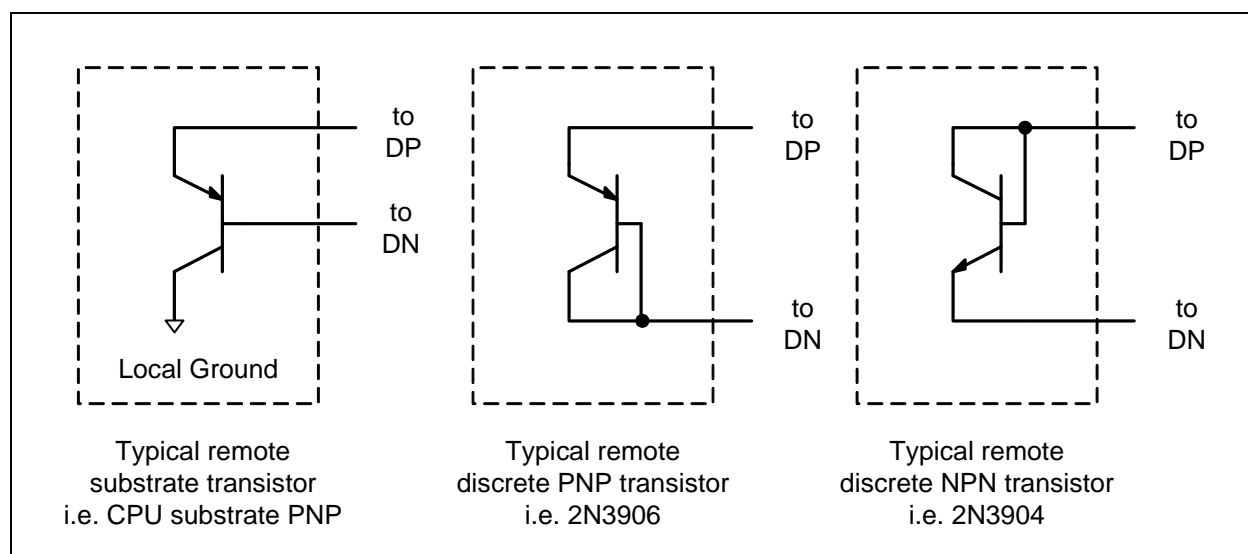 to
DP
to
DN
Local Ground
Typical remote
substrate transistor
i.e. CPU substrate PNP
to
DP
to
DN
Typical remote
discrete PNP transistor
i.e. 2N3906
to
DP
to
DN
Typical remote
discrete NPN transistor
i.e. 2N3904